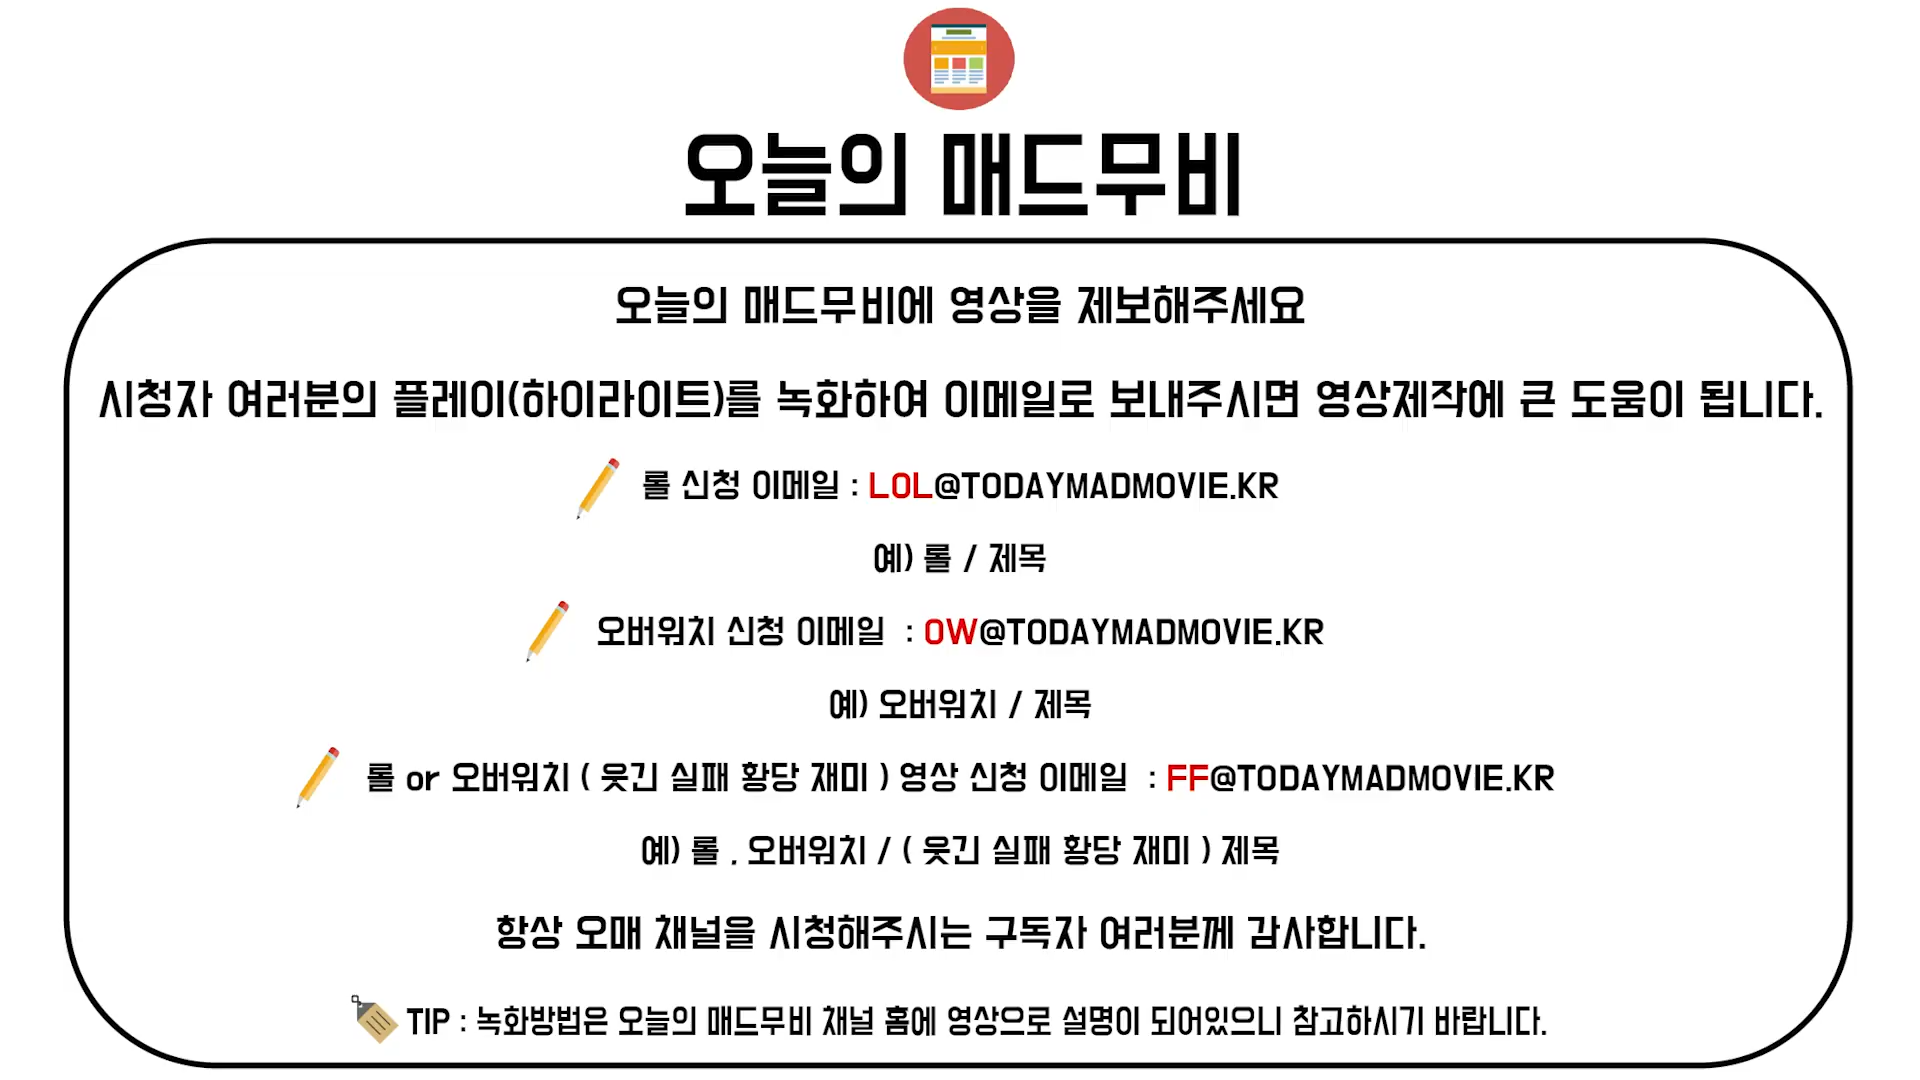 오늘의 매드무비
오늘의 매드무비에 영상을 제보해주세요
시청자 여러분의 플레이(하이라이트)를 녹화하여 이메일로 보내주시면 영상제작에 큰 도움이 됩니다.
롤 신청 이메일 : LOL@TODAYMADMOVIE.KR
예) 롤 / 제목
오버워치 신청 이메일 : OW@TODAYMADMOVIE.KR
예) 오버워치 / 제목
롤 or 오버워치 ( 웃긴 실패 황당 재미 ) 영상 신청 이메일 : FF@TODAYMADMOVIE.KR
예) 롤 , 오버워치 / ( 웃긴 실패 황당 재미 ) 제목
항상 오매 채널을 시청해주시는 구독자 여러분께 감사합니다.
TIP : 녹화방법은 오늘의 매드무비 채널 홈에 영상으로 설명이 되어있으니 참고하시기 바랍니다.